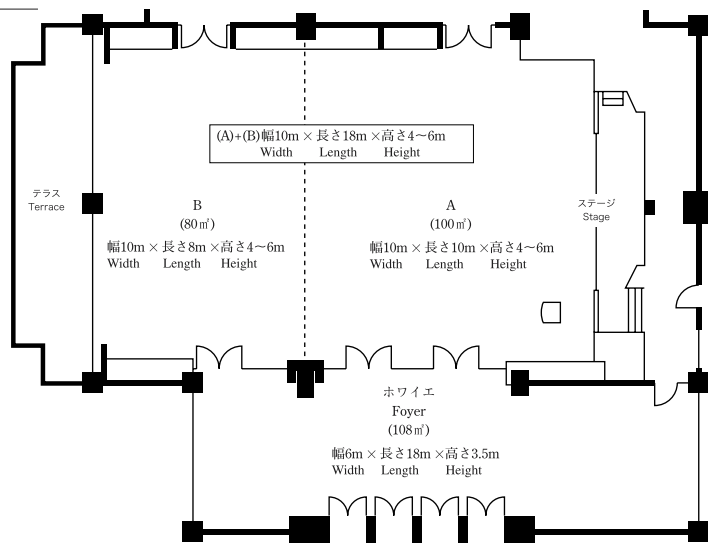 (A)+(B)幅10m × 長さ18m ×高さ4〜6m
Width Length Height
テラス
Terrace
B
(80㎡)
幅10m × 長さ8m ×高さ4〜6m
Width Length Height
A
(100㎡)
幅10m × 長さ10m ×高さ4〜6m
Width Length Height
ステージ
Stage
ホワイエ
Foyer
(108㎡)
幅6m × 長さ18m ×高さ3.5m
Width Length Height